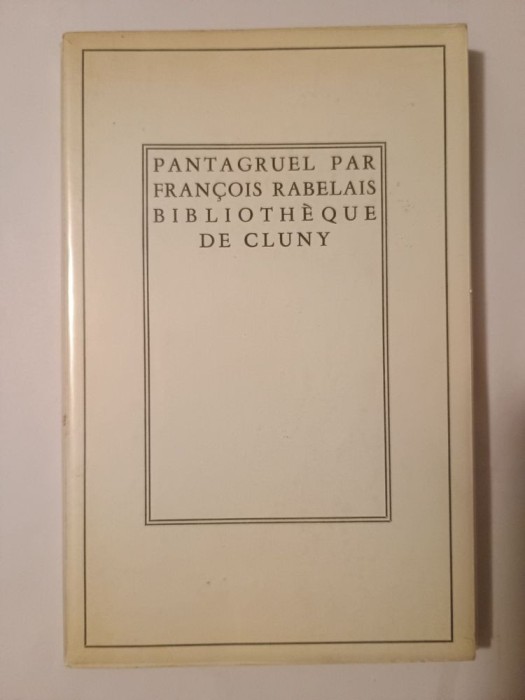 PANTAGRUEL PAR
FRANÇOIS RABELAIS
BIBLIOTHÈQUE
DE CLUNY